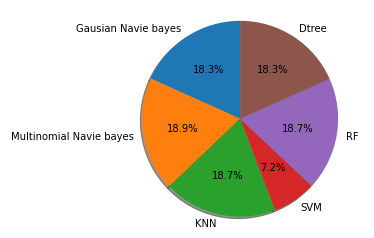 Gausian Navie bayes
Dtree
18.3%
18.3%
Multinomial Navie bayes
18.9%
18.7%
RF
18.7%
7.2%
SVM
KNN